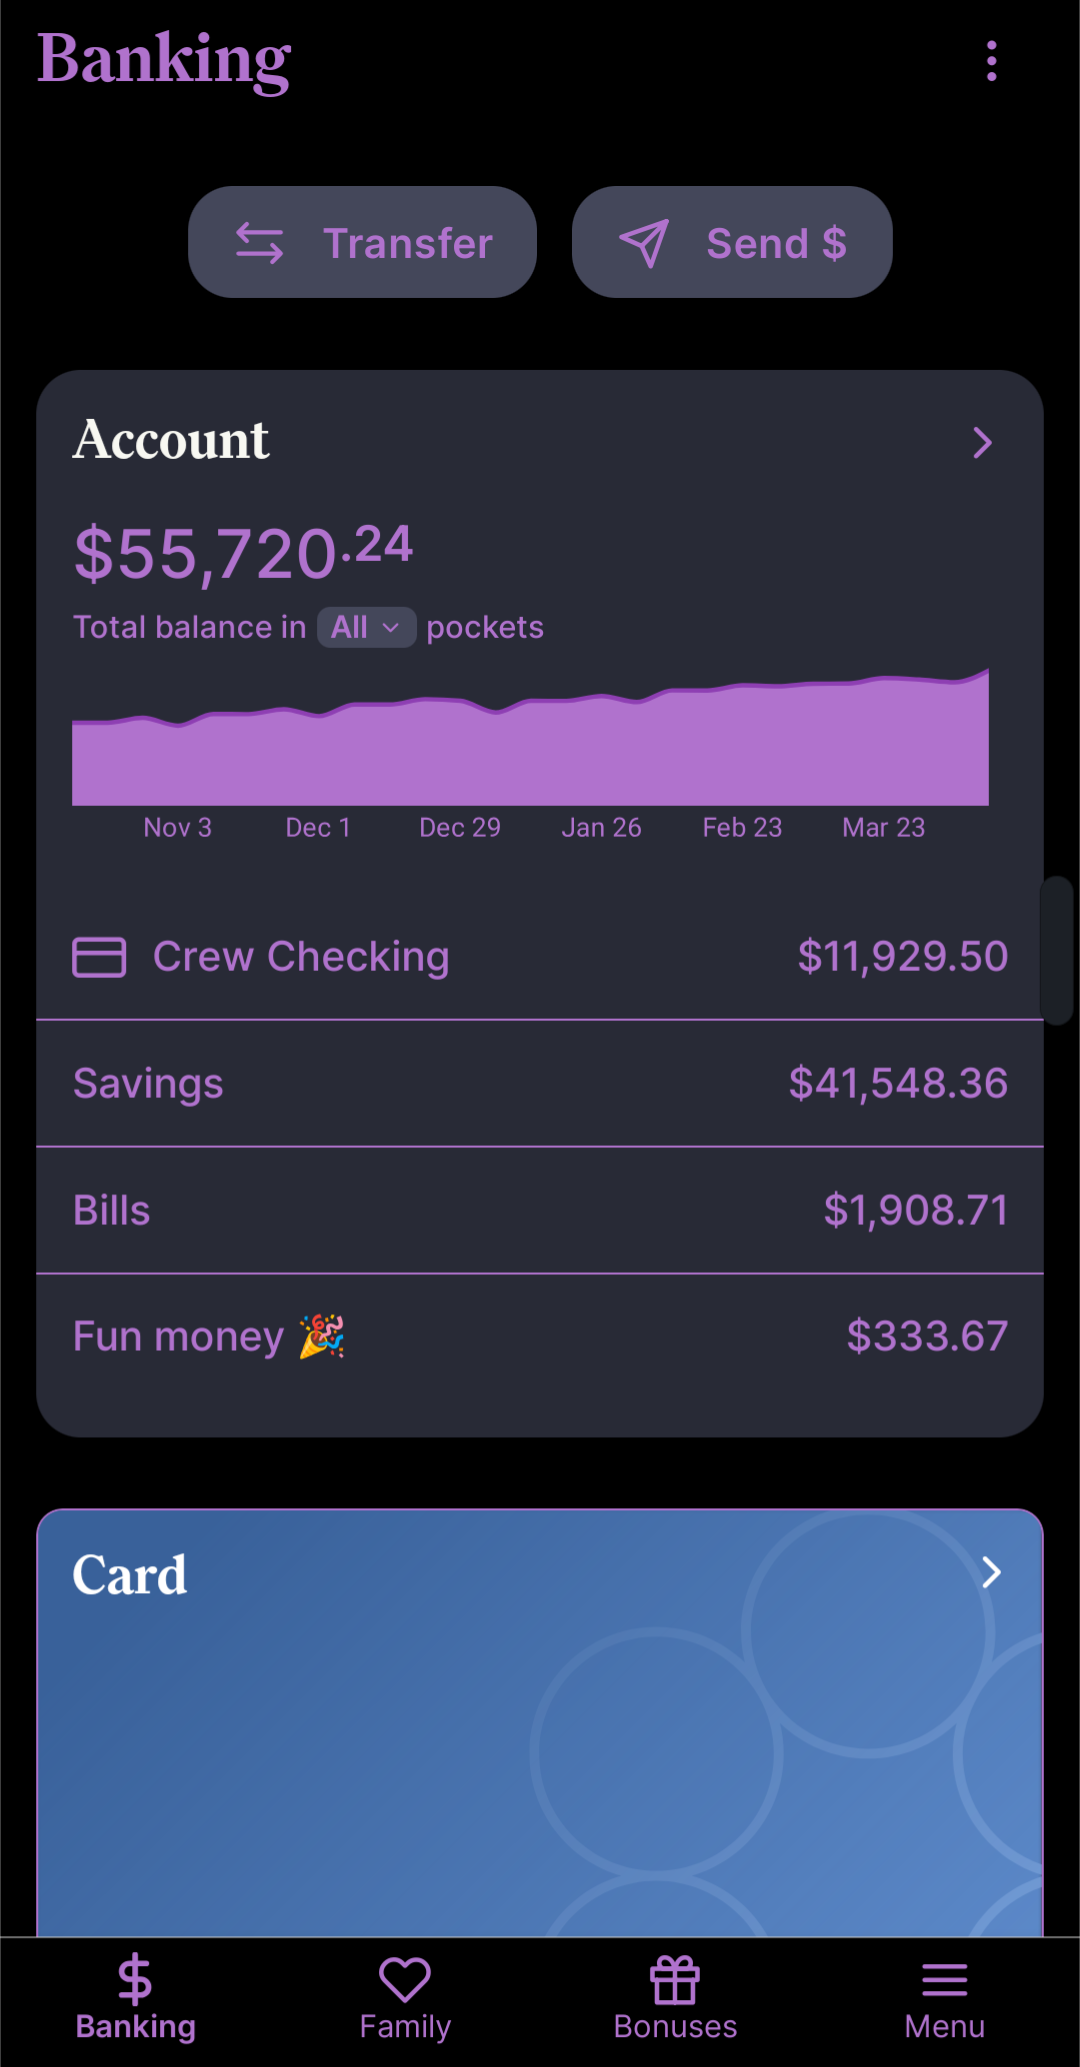 Banking
Transfer
Send $
Account
$55,720.24
Total balance in All pockets
Nov 3 Dec 1 Dec 29 Jan 26 Feb 23 Mar 23
Crew Checking $11,929.50
Savings $41,548.36
Bills $1,908.71
Fun money 🎉 $333.67
Card
Banking Family Bonuses Menu